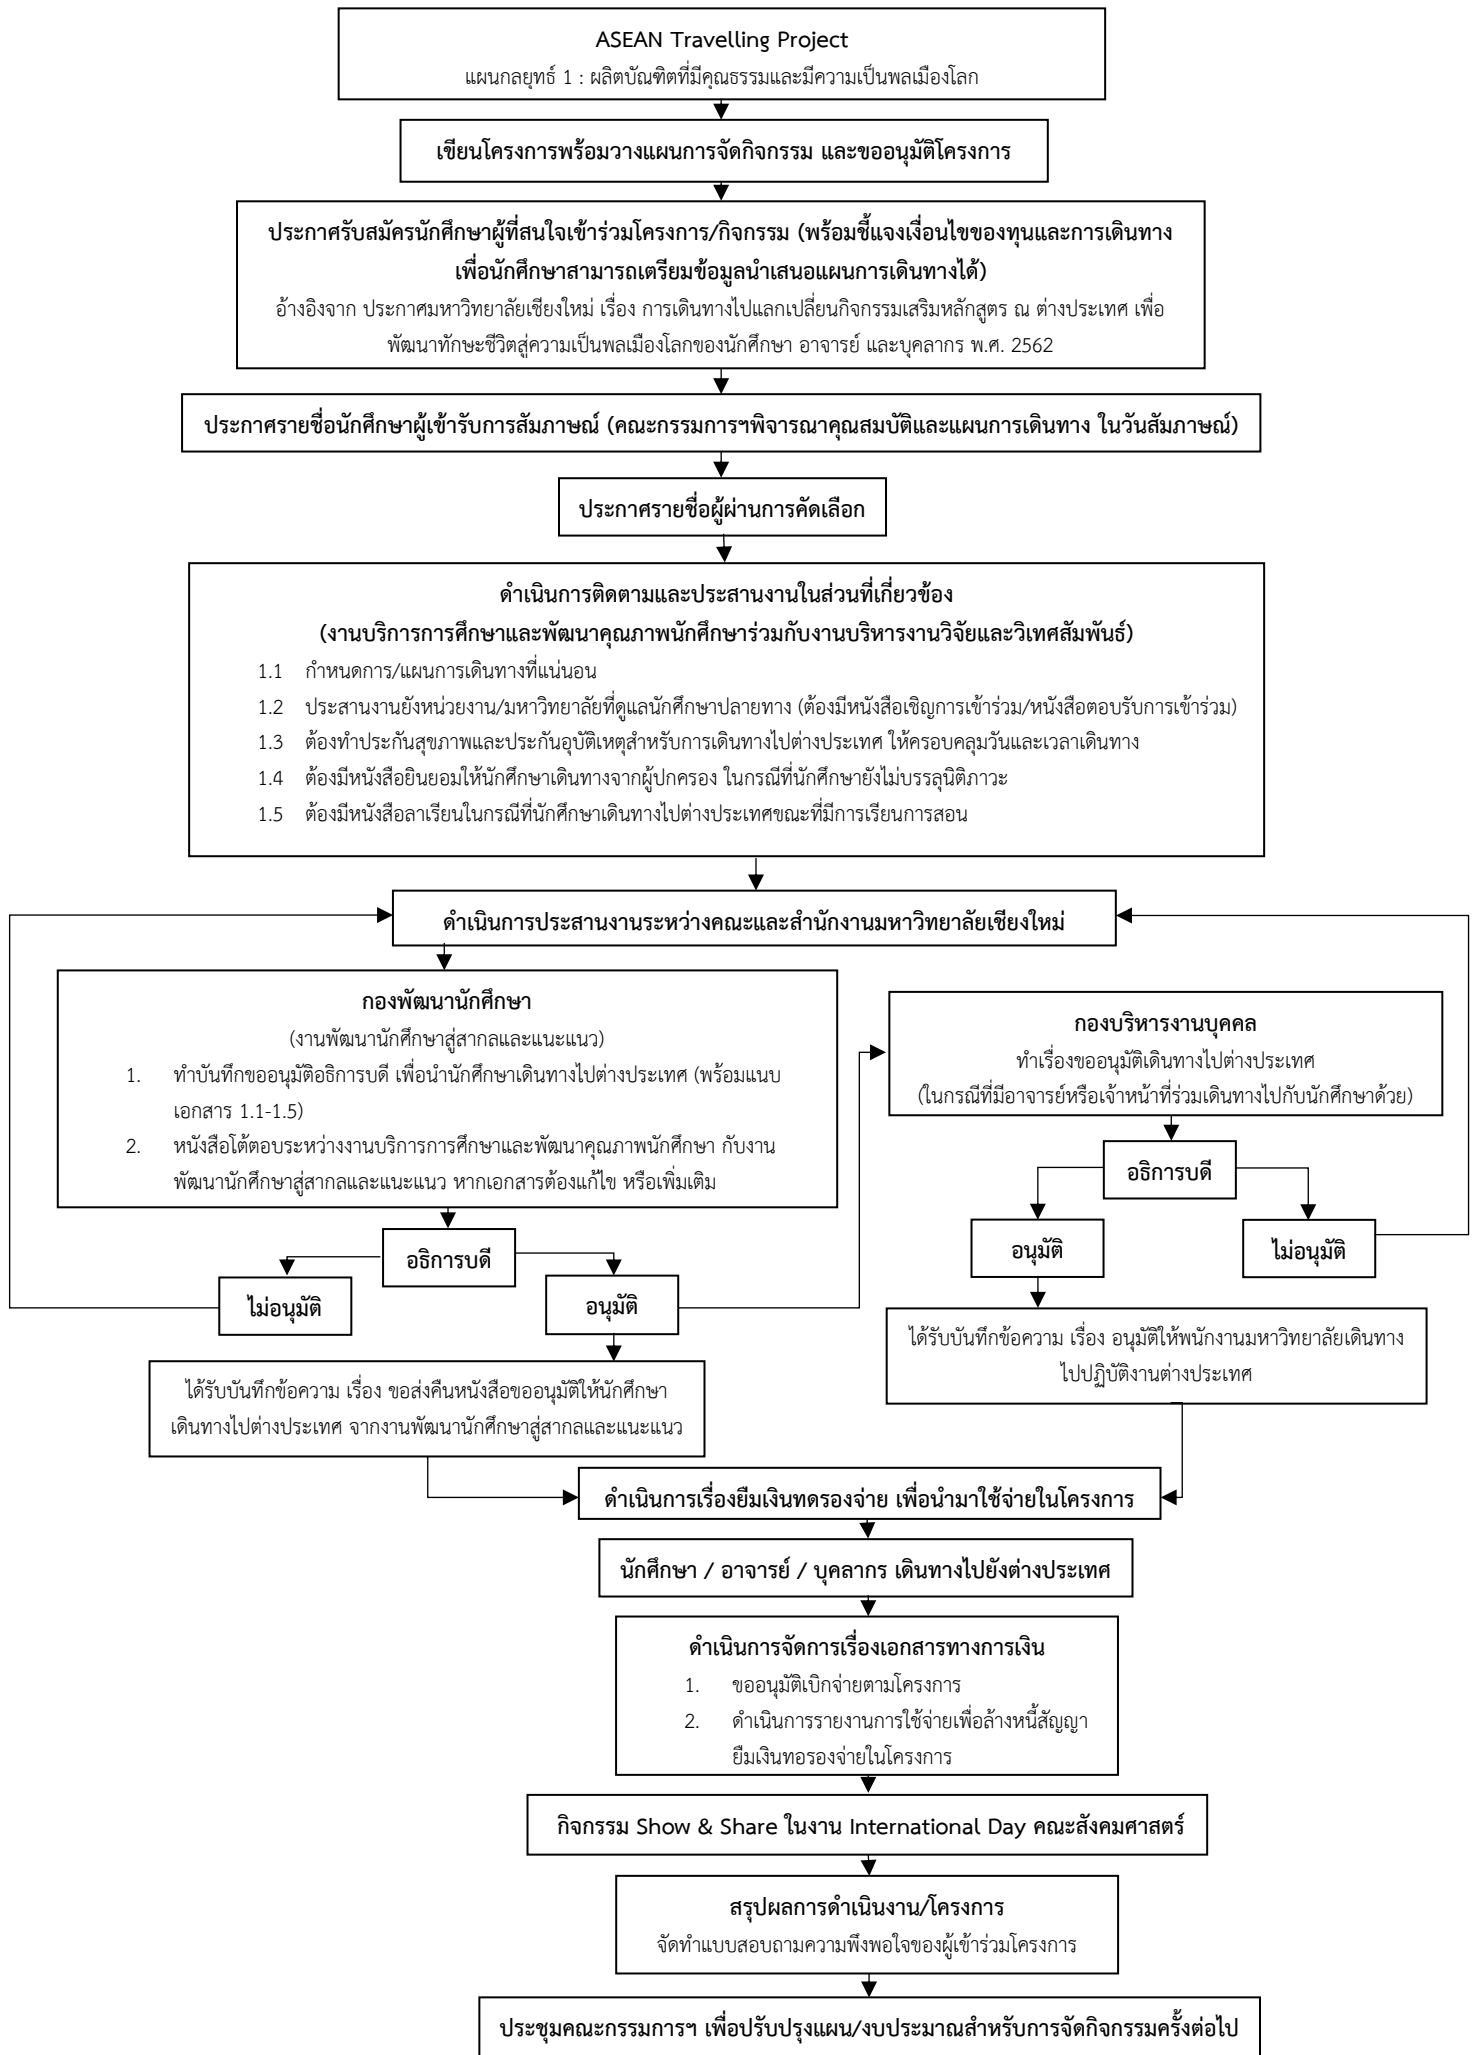 ASEAN Travelling Project
แผนกลยุทธ์ 1 : ผลิตบัณฑิตที่มีคุณธรรมและมีความเป็นพลเมืองโลก
เขียนโครงการพร้อมวางแผนการจัดกิจกรรม และขออนุมัติโครงการ
ประกาศรับสมัครนักศึกษาผู้ที่สนใจเข้าร่วมโครงการ/กิจกรรม (พร้อมชี้แจงเงื่อนไขของทุนและการเดินทาง
เพื่อนักศึกษาสามารถเตรียมข้อมูลนำเสนอแผนการเดินทางได้)
อ้างอิงจาก ประกาศมหาวิทยาลัยเชียงใหม่ เรื่อง การเดินทางไปแลกเปลี่ยนกิจกรรมเสริมหลักสูตร ณ ต่างประเทศ เพื่อ
พัฒนาทักษะชีวิตสู่ความเป็นพลเมืองโลกของนักศึกษา อาจารย์ และบุคลากร พ.ศ. 2562
ประกาศรายชื่อนักศึกษาผู้เข้ารับการสัมภาษณ์ (คณะกรรมการฯพิจารณาคุณสมบัติและแผนการเดินทาง ในวันสัมภาษณ์)
ประกาศรายชื่อผู้ผ่านการคัดเลือก
ดำเนินการติดตามและประสานงานในส่วนที่เกี่ยวข้อง
(งานบริการการศึกษาและพัฒนาคุณภาพนักศึกษาร่วมกับงานบริหารงานวิจัยและวิเทศสัมพันธ์)
1.1 กำหนดการ/แผนการเดินทางที่แน่นอน
1.2 ประสานงานยังหน่วยงาน/มหาวิทยาลัยที่ดูแลนักศึกษาปลายทาง (ต้องมีหนังสือเชิญการเข้าร่วม/หนังสือตอบรับการเข้าร่วม)
1.3 ต้องทำประกันสุขภาพและประกันอุบัติเหตุสำหรับการเดินทางไปต่างประเทศ ให้ครอบคลุมวันและเวลาเดินทาง
1.4 ต้องมีหนังสือยินยอมให้นักศึกษาเดินทางจากผู้ปกครอง ในกรณีที่นักศึกษายังไม่บรรลุนิติภาวะ
1.5 ต้องมีหนังสือลาเรียนในกรณีที่นักศึกษาเดินทางไปต่างประเทศขณะที่มีการเรียนการสอน
ดำเนินการประสานงานระหว่างคณะและสำนักงานมหาวิทยาลัยเชียงใหม่
กองพัฒนานักศึกษา
(งานพัฒนานักศึกษาสู่สากลและแนะแนว)
1. ทำบันทึกขออนุมัติอธิการบดี เพื่อนำนักศึกษาเดินทางไปต่างประเทศ (พร้อมแนบ
เอกสาร 1.1-1.5)
2. หนังสือโต้ตอบระหว่างงานบริการการศึกษาและพัฒนาคุณภาพนักศึกษา กับงาน
พัฒนานักศึกษาสู่สากลและแนะแนว หากเอกสารต้องแก้ไข หรือเพิ่มเติม
กองบริหารงานบุคคล
ทำเรื่องขออนุมัติเดินทางไปต่างประเทศ
(ในกรณีที่มีอาจารย์หรือเจ้าหน้าที่ร่วมเดินทางไปกับนักศึกษาด้วย)
อธิการบดี
อนุมัติ
ไม่อนุมัติ
อธิการบดี
ไม่อนุมัติ
อนุมัติ
ได้รับบันทึกข้อความ เรื่อง อนุมัติให้พนักงานมหาวิทยาลัยเดินทาง
ไปปฏิบัติงานต่างประเทศ
ได้รับบันทึกข้อความ เรื่อง ขอส่งคืนหนังสือขออนุมัติให้นักศึกษา
เดินทางไปต่างประเทศ จากงานพัฒนานักศึกษาสู่สากลและแนะแนว
ดำเนินการเรื่องยืมเงินทดรองจ่าย เพื่อนำมาใช้จ่ายในโครงการ
นักศึกษา / อาจารย์ / บุคลากร เดินทางไปยังต่างประเทศ
ดำเนินการจัดการเรื่องเอกสารทางการเงิน
1. ขออนุมัติเบิกจ่ายตามโครงการ
2. ดำเนินการรายงานการใช้จ่ายเพื่อล้างหนี้สัญญา
ยืมเงินทอรองจ่ายในโครงการ
กิจกรรม Show & Share ในงาน International Day คณะสังคมศาสตร์
สรุปผลการดำเนินงาน/โครงการ
จัดทำแบบสอบถามความพึงพอใจของผู้เข้าร่วมโครงการ
ประชุมคณะกรรมการฯ เพื่อปรับปรุงแผน/งบประมาณสำหรับการจัดกิจกรรมครั้งต่อไป